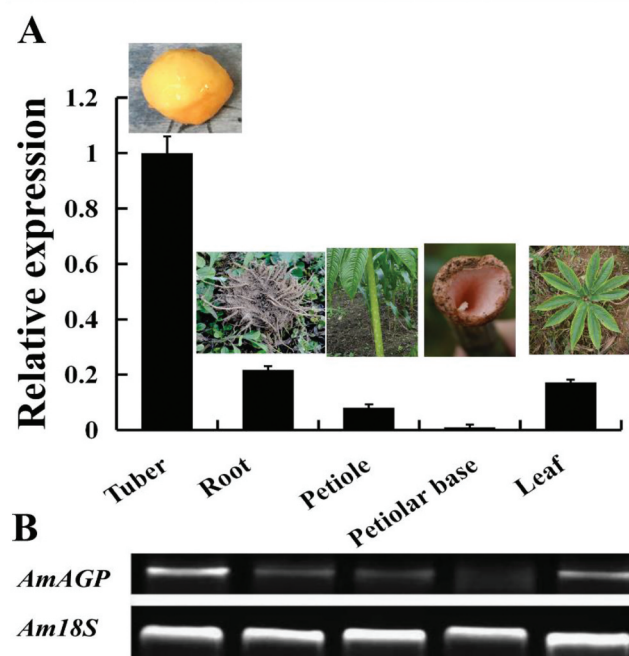 A
Relative expression
1.2
1
0.8
0.6
0.4
0.2
0
Tuber
Root
Petiole
Petiolar base
Leaf
B
AmAGP
Am18S